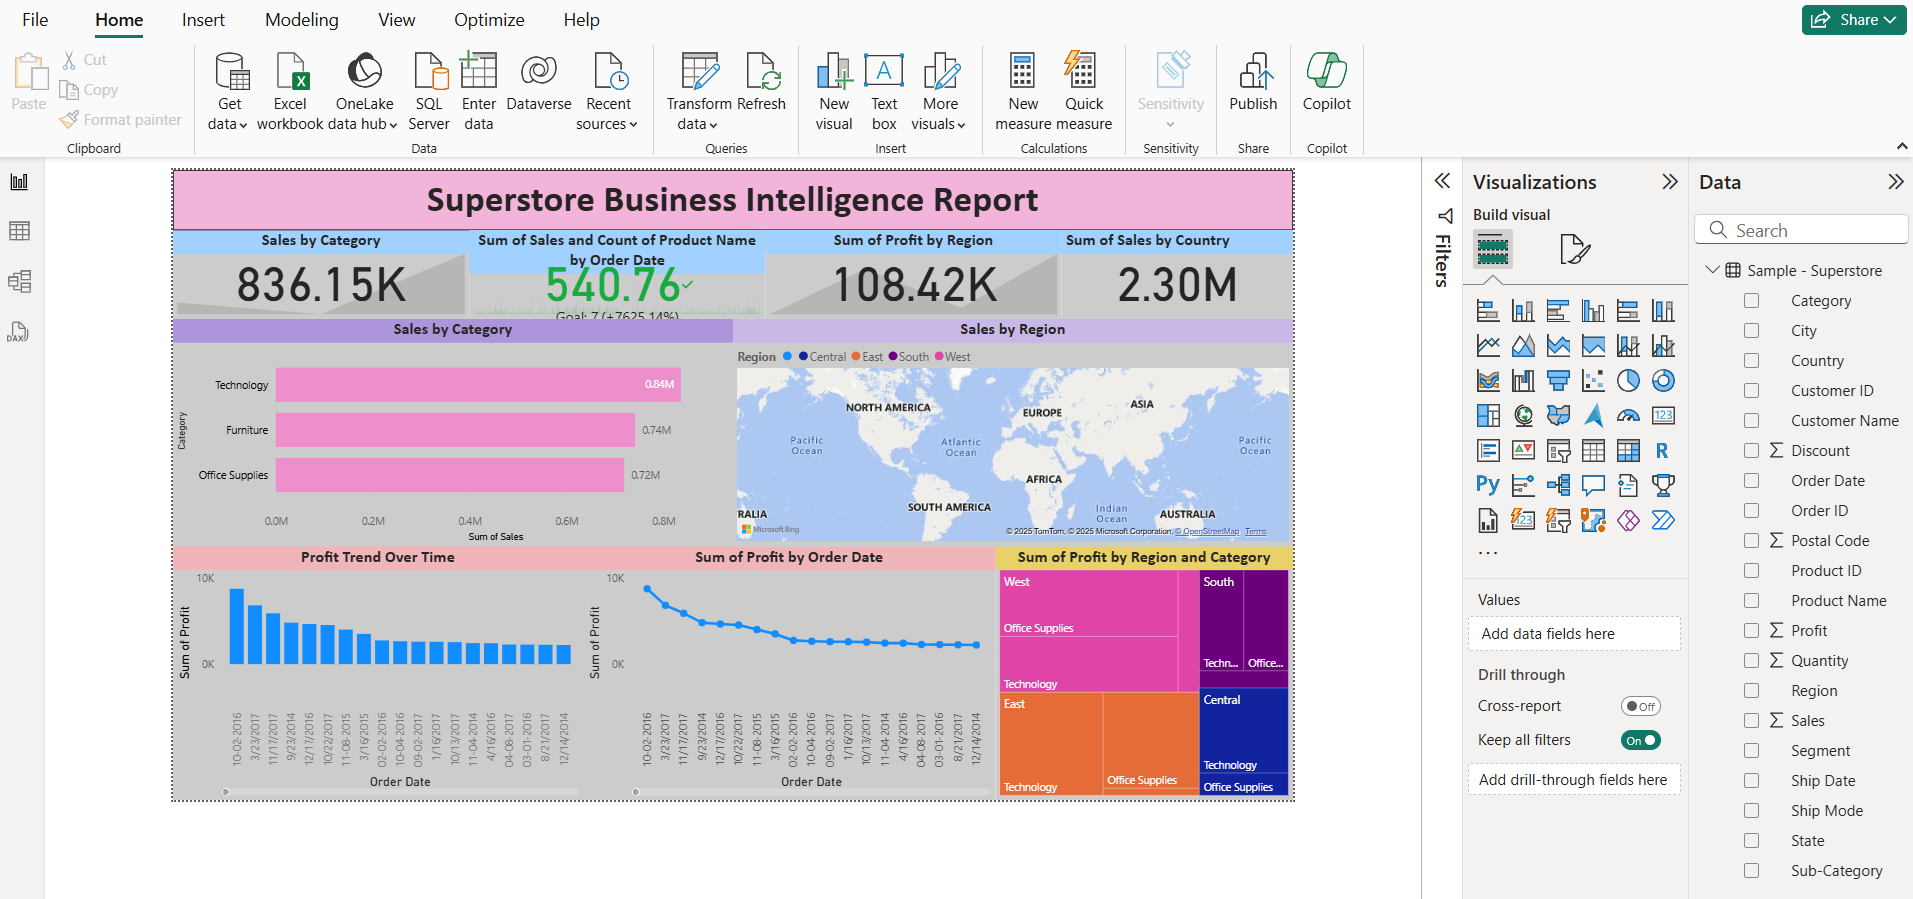 File Home Insert Modeling View Optimize Help Share
Paste
Cut
Copy
Format painter
Clipboard
Get data
Excel workbook
OneLake data hub
SQL Server
Enter data
Dataverse
Recent sources
Data
Transform data
Refresh
Queries
New visual
Text box
More visuals
Insert
New measure
Quick measure
Calculations
Sensitivity
Sensitivity
Publish
Share
Copilot
Copilot
Superstore Business Intelligence Report
Sales by Category
836.15K
Sum of Sales and Count of Product Name
by Order Date
540.76
Goal: 7 (+7625.14%)
Sum of Profit by Region
108.42K
Sum of Sales by Country
2.30M
Sales by Category
Category
Technology 0.84M
Furniture 0.74M
Office Supplies 0.72M
0.0M 0.2M 0.4M 0.6M 0.8M
Sum of Sales
Sales by Region
Region Central East South West
NORTH AMERICA
EUROPE
ASIA
Pacific
Ocean
Atlantic
Ocean
Pacific
Ocean
AFRICA
SOUTH AMERICA
Indian
Ocean
AUSTRALIA
RALIA
Microsoft Bing
© 2025 TomTom, © 2025 Microsoft Corporation, © OpenStreetMap Terms
Profit Trend Over Time
Sum of Profit
10K
0K
10-02-2016
3/23/2017
11/17/2017
9/23/2014
12/17/2016
10/22/2017
11-08-2015
3/16/2015
02-02-2016
10-04-2016
09-02-2016
1/16/2017
10/13/2017
11-04-2014
4/16/2016
04-08-2017
03-01-2016
8/21/2017
12/14/2014
Order Date
Sum of Profit by Order Date
Sum of Profit
10K
0K
10-02-2016
3/23/2017
11/17/2017
9/23/2014
12/17/2016
10/22/2017
11-08-2015
3/16/2015
02-02-2016
10-04-2016
09-02-2016
1/16/2017
10/13/2017
11-04-2014
4/16/2016
04-08-2017
03-01-2016
8/21/2017
12/14/2014
Order Date
Sum of Profit by Region and Category
West
Office Supplies
Technology
East
Technology
Office Supplies
South
Techn...
Office...
Central
Technology
Office Supplies
Filters
Visualizations
Build visual
123
R
Py
123
...
Values
Add data fields here
Drill through
Cross-report Off
Keep all filters On
Add drill-through fields here
Data
Search
Sample - Superstore
Category
City
Country
Customer ID
Customer Name
Σ Discount
Order Date
Order ID
Σ Postal Code
Product ID
Product Name
Σ Profit
Σ Quantity
Region
Σ Sales
Segment
Ship Date
Ship Mode
State
Sub-Category
DAX